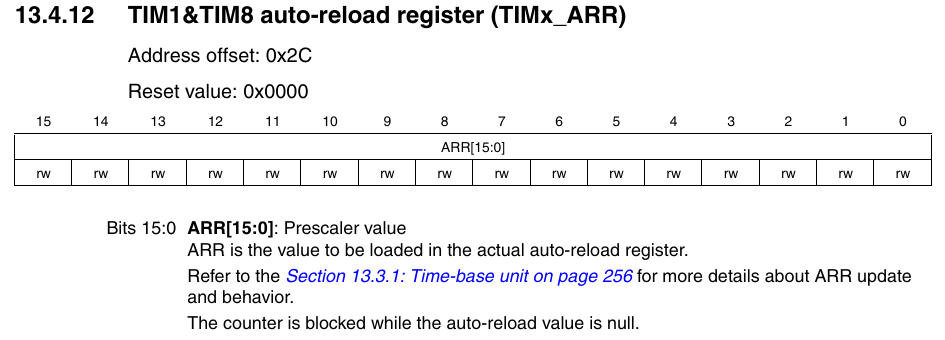 13.4.12 TIM1&TIM8 auto-reload register (TIMx_ARR)
Address offset: 0x2C
Reset value: 0x0000
15 14 13 12 11 10 9 8 7 6 5 4 3 2 1 0
ARR[15:0]
rw rw rw rw rw rw rw rw rw rw rw rw rw rw rw rw
Bits 15:0 ARR[15:0]: Prescaler value
ARR is the value to be loaded in the actual auto-reload register.
Refer to the Section 13.3.1: Time-base unit on page 256 for more details about ARR update
and behavior.
The counter is blocked while the auto-reload value is null.